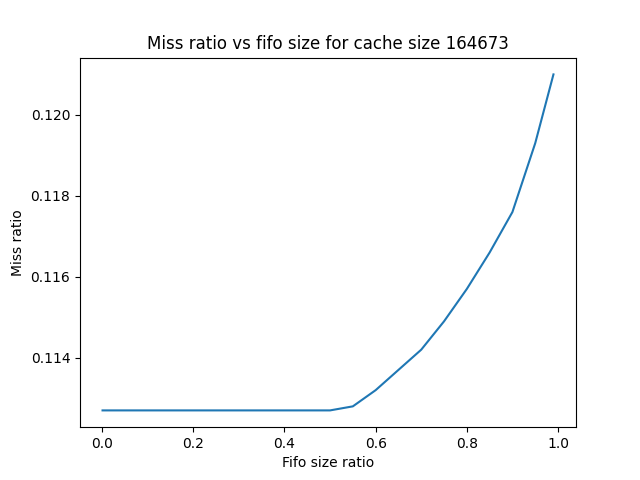 Miss ratio vs fifo size for cache size 164673
0.120
0.118
0.116
0.114
Miss ratio
0.0 0.2 0.4 0.6 0.8 1.0
Fifo size ratio